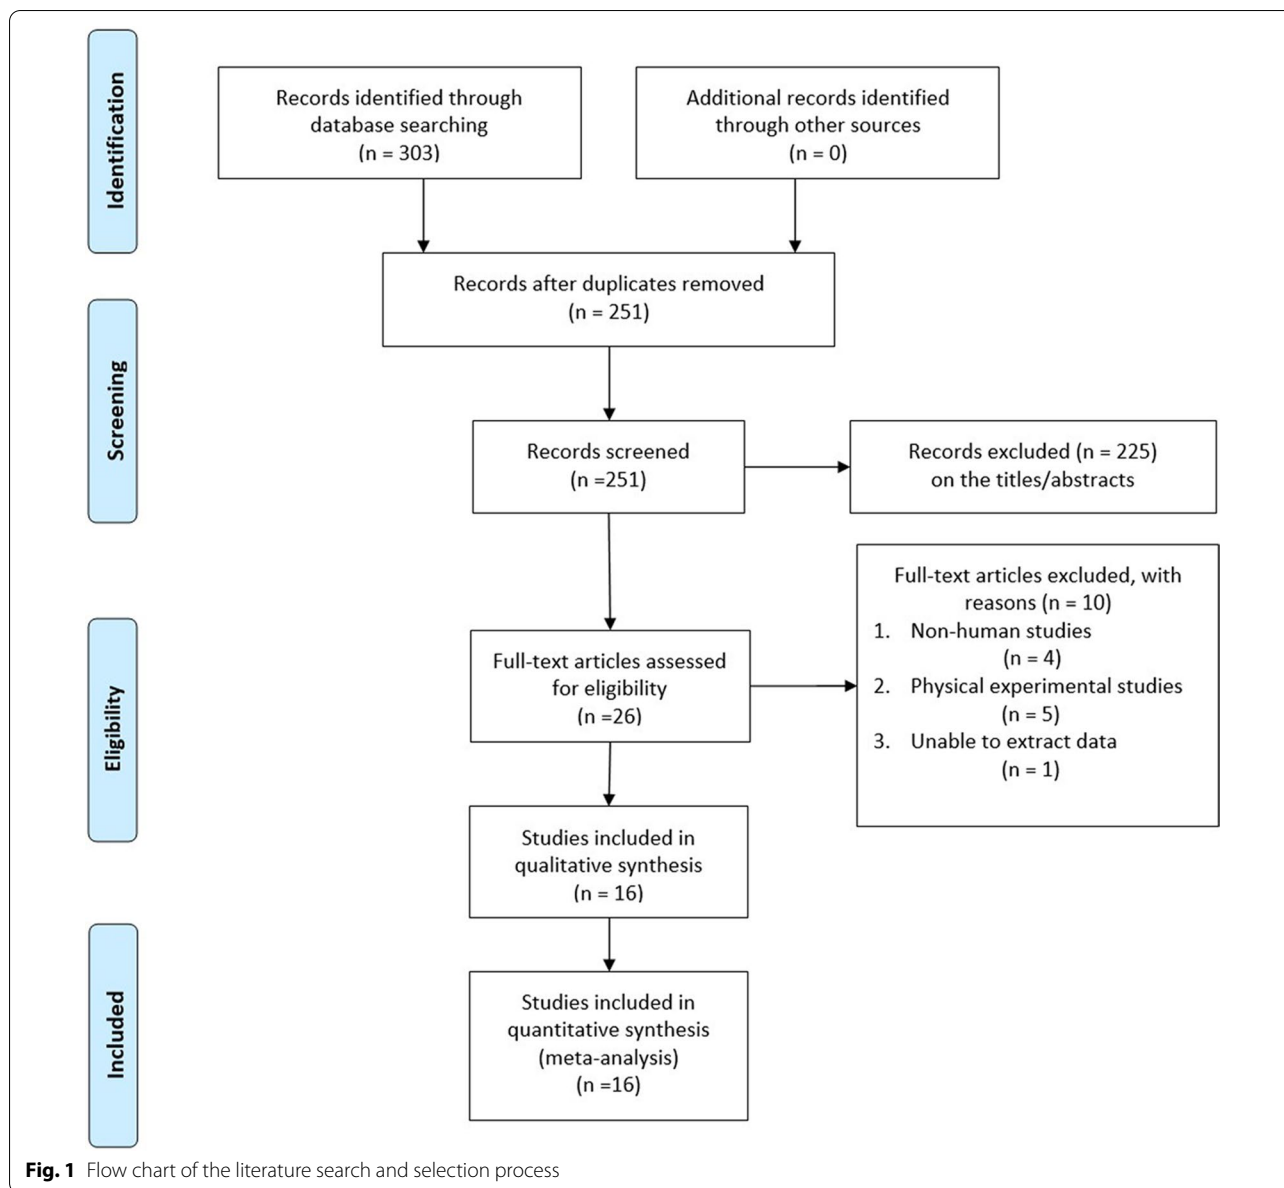 Identification
Records identified through
database searching
(n = 303)
Additional records identified
through other sources
(n = 0)
Records after duplicates removed
(n = 251)
Screening
Records screened
(n =251)
Records excluded (n = 225)
on the titles/abstracts
Eligibility
Full-text articles assessed
for eligibility
(n =26)
Full-text articles excluded, with
reasons (n = 10)
1. Non-human studies
(n = 4)
2. Physical experimental studies
(n = 5)
3. Unable to extract data
(n = 1)
Studies included in
qualitative synthesis
(n = 16)
Included
Studies included in
quantitative synthesis
(meta-analysis)
(n =16)
Fig. 1 Flow chart of the literature search and selection process